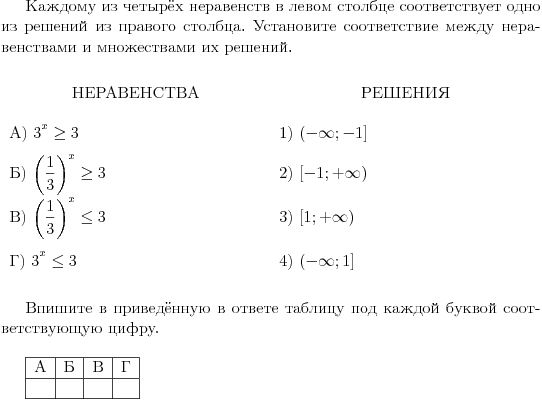 Каждому из четырёх неравенств в левом столбце соответствует одно
из решений из правого столбца. Установите соответствие между нера-
венствами и множествами их решений.
НЕРАВЕНСТВА РЕШЕНИЯ
А) 3^x ≥ 3 1) (−∞; −1]
Б) (1/3)^x ≥ 3 2) [−1; +∞)
В) (1/3)^x ≤ 3 3) [1; +∞)
Г) 3^x ≤ 3 4) (−∞; 1]
Впишите в приведённую в ответе таблицу под каждой буквой соот-
ветствующую цифру.
А Б В Г